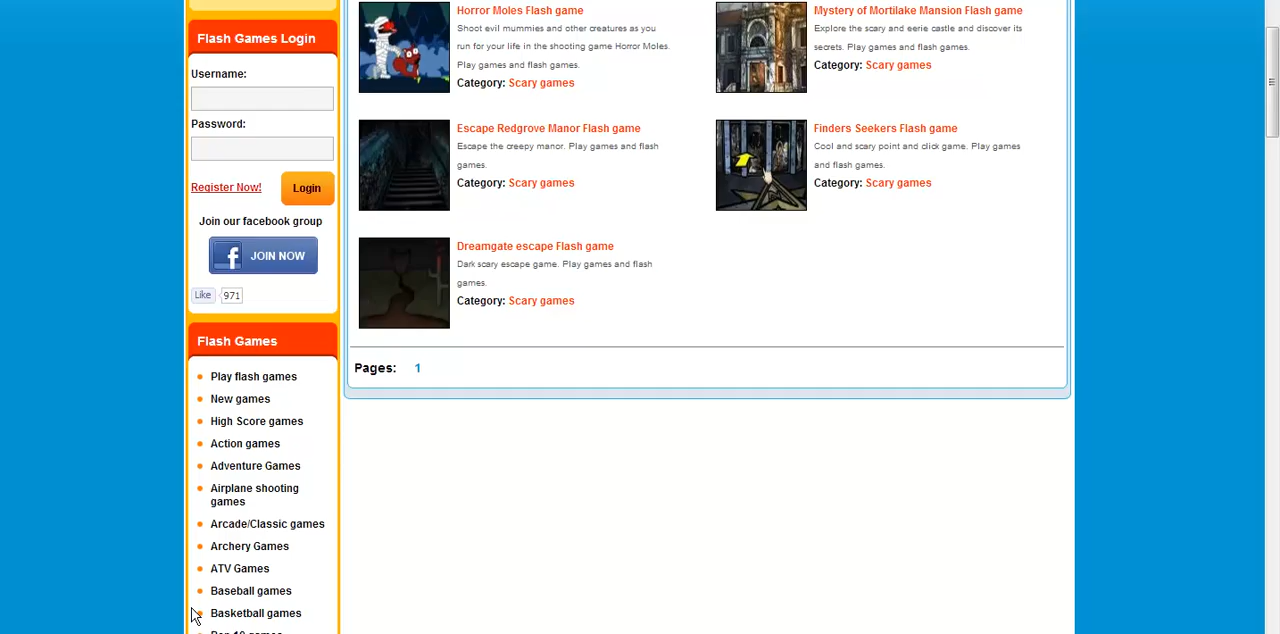 Flash Games Login
Username:
Password:
Register Now!
Login
Join our facebook group
f JOIN NOW
Like 971
Flash Games
Play flash games
New games
High Score games
Action games
Adventure Games
Airplane shooting
games
Arcade/Classic games
Archery Games
ATV Games
Baseball games
Basketball games
Horror Moles Flash game
Shoot evil mummies and other creatures as you
run for your life in the shooting game Horror Moles.
Play games and flash games.
Category: Scary games
Mystery of Mortilake Mansion Flash game
Explore the scary and eerie castle and discover its
secrets. Play games and flash games.
Category: Scary games
Escape Redgrove Manor Flash game
Escape the creepy manor. Play games and flash
games.
Category: Scary games
Finders Seekers Flash game
Cool and scary point and click game. Play games
and flash games.
Category: Scary games
Dreamgate escape Flash game
Dark scary escape game. Play games and flash
games.
Category: Scary games
Pages: 1